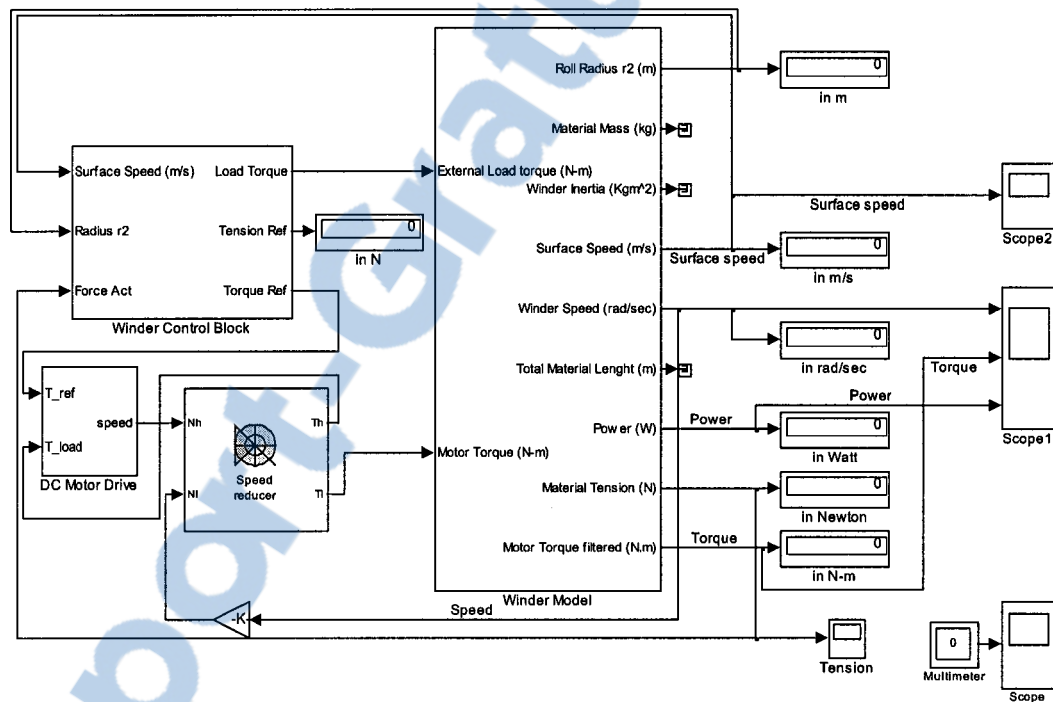 Roll Radius r2 (m)
0
in m
Material Mass (kg)
Surface Speed (m/s)
Load Torque
External Load torque (N-m)
Winder Inertia (Kgm^2)
Surface speed
Scope2
Radius r2
Tension Ref
0
in N
Surface Speed (m/s)
Surface speed
0
in m/s
Force Act
Torque Ref
Winder Control Block
Winder Speed (rad/sec)
0
in rad/sec
Torque
Total Material Lenght (m)
Power
T_ref
speed
T_load
DC Motor Drive
Nh
Th
Nl
Tl
Speed
reducer
Motor Torque (N-m)
Power (W)
Power
0
in Watt
Scope1
Material Tension (N)
0
in Newton
Motor Torque filtered (N.m)
Torque
0
in N-m
Winder Model
Speed
-K
Tension
0
Multimeter
Scope
port-Gratu